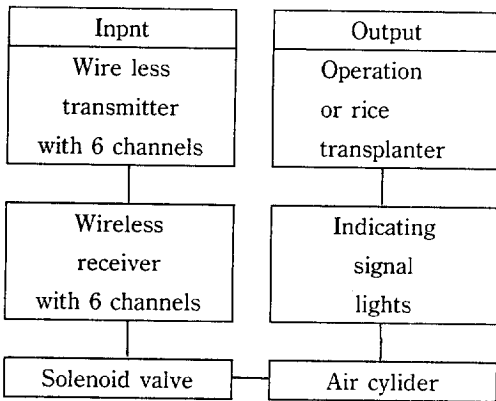 Inpnt
Wire less
transmitter
with 6 channels
Wireless
receiver
with 6 channels
Solenoid valve
Output
Operation
or rice
transplanter
Indicating
signal
lights
Air cylider